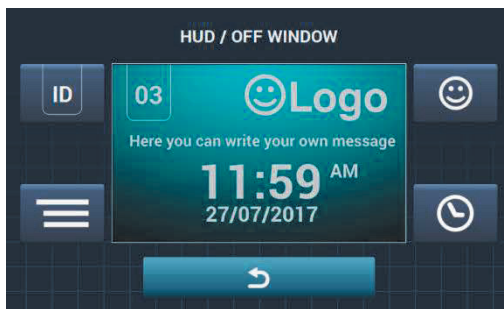 HUD / OFF WINDOW
ID
03
Logo
Here you can write your own message
11:59 AM
27/07/2017